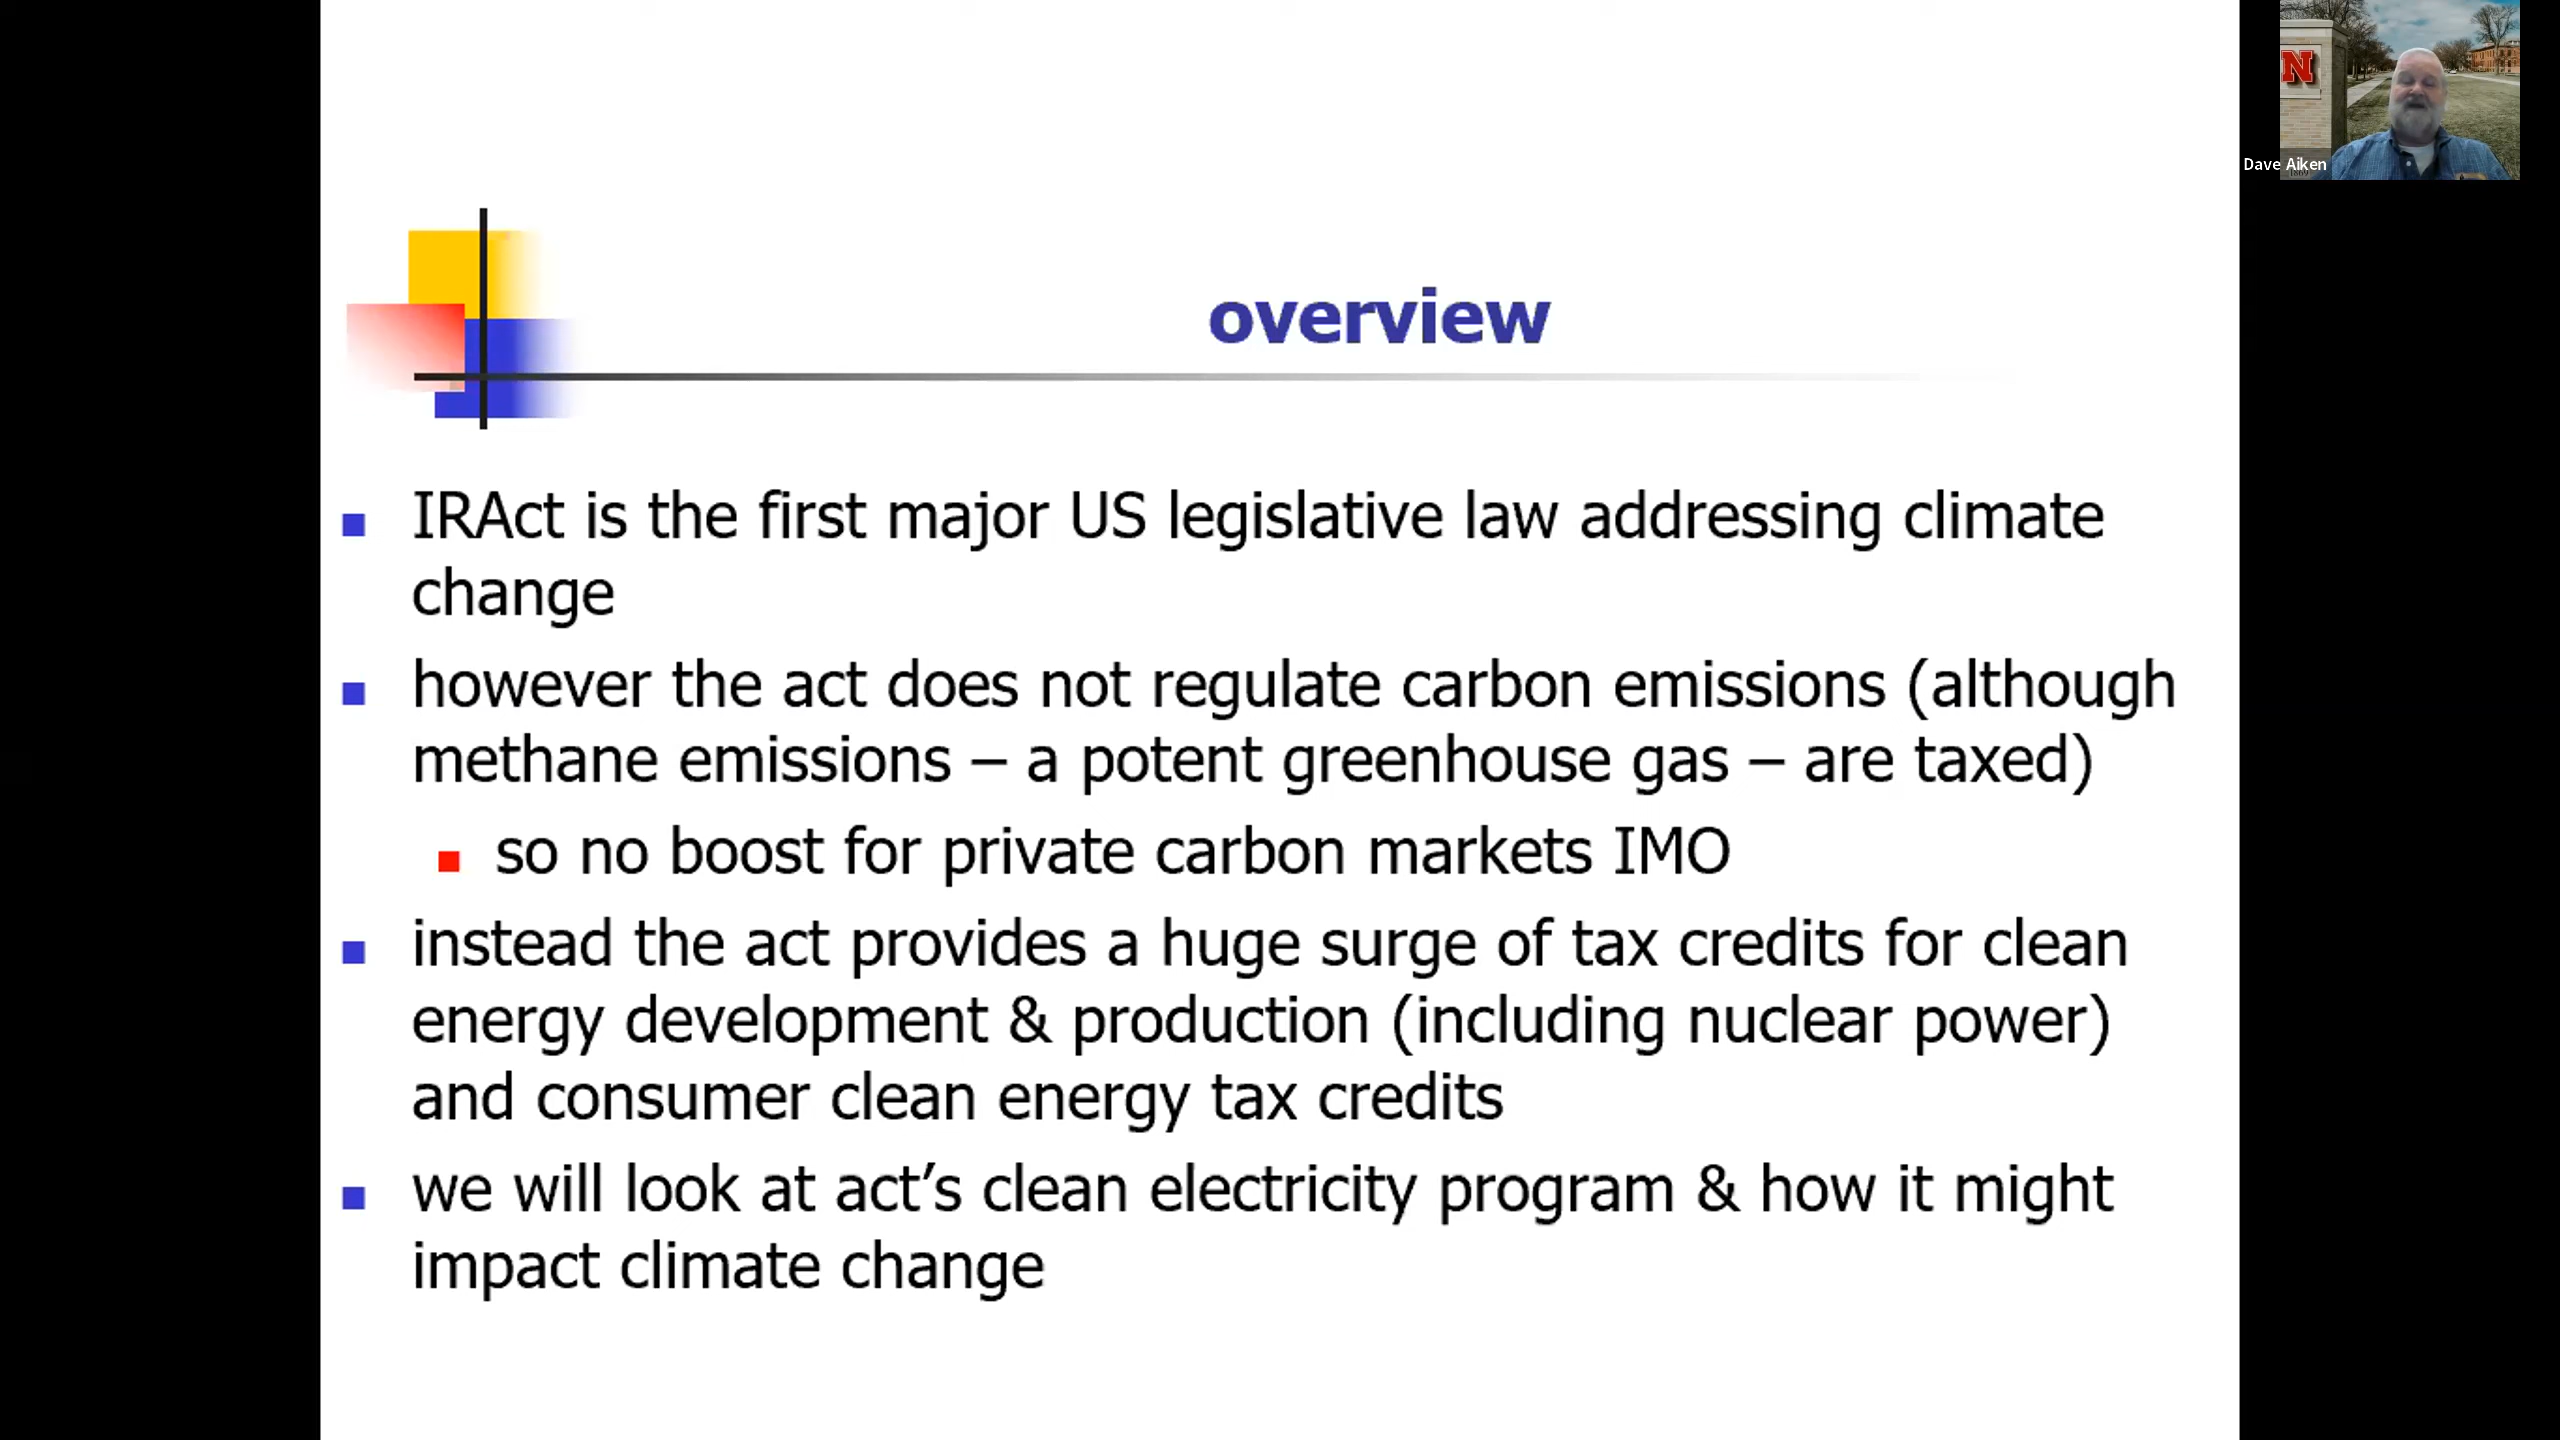 N
Dave Aiken
1869
overview
IRAct is the first major US legislative law addressing climate
change
however the act does not regulate carbon emissions (although
methane emissions – a potent greenhouse gas – are taxed)
so no boost for private carbon markets IMO
instead the act provides a huge surge of tax credits for clean
energy development & production (including nuclear power)
and consumer clean energy tax credits
we will look at act’s clean electricity program & how it might
impact climate change